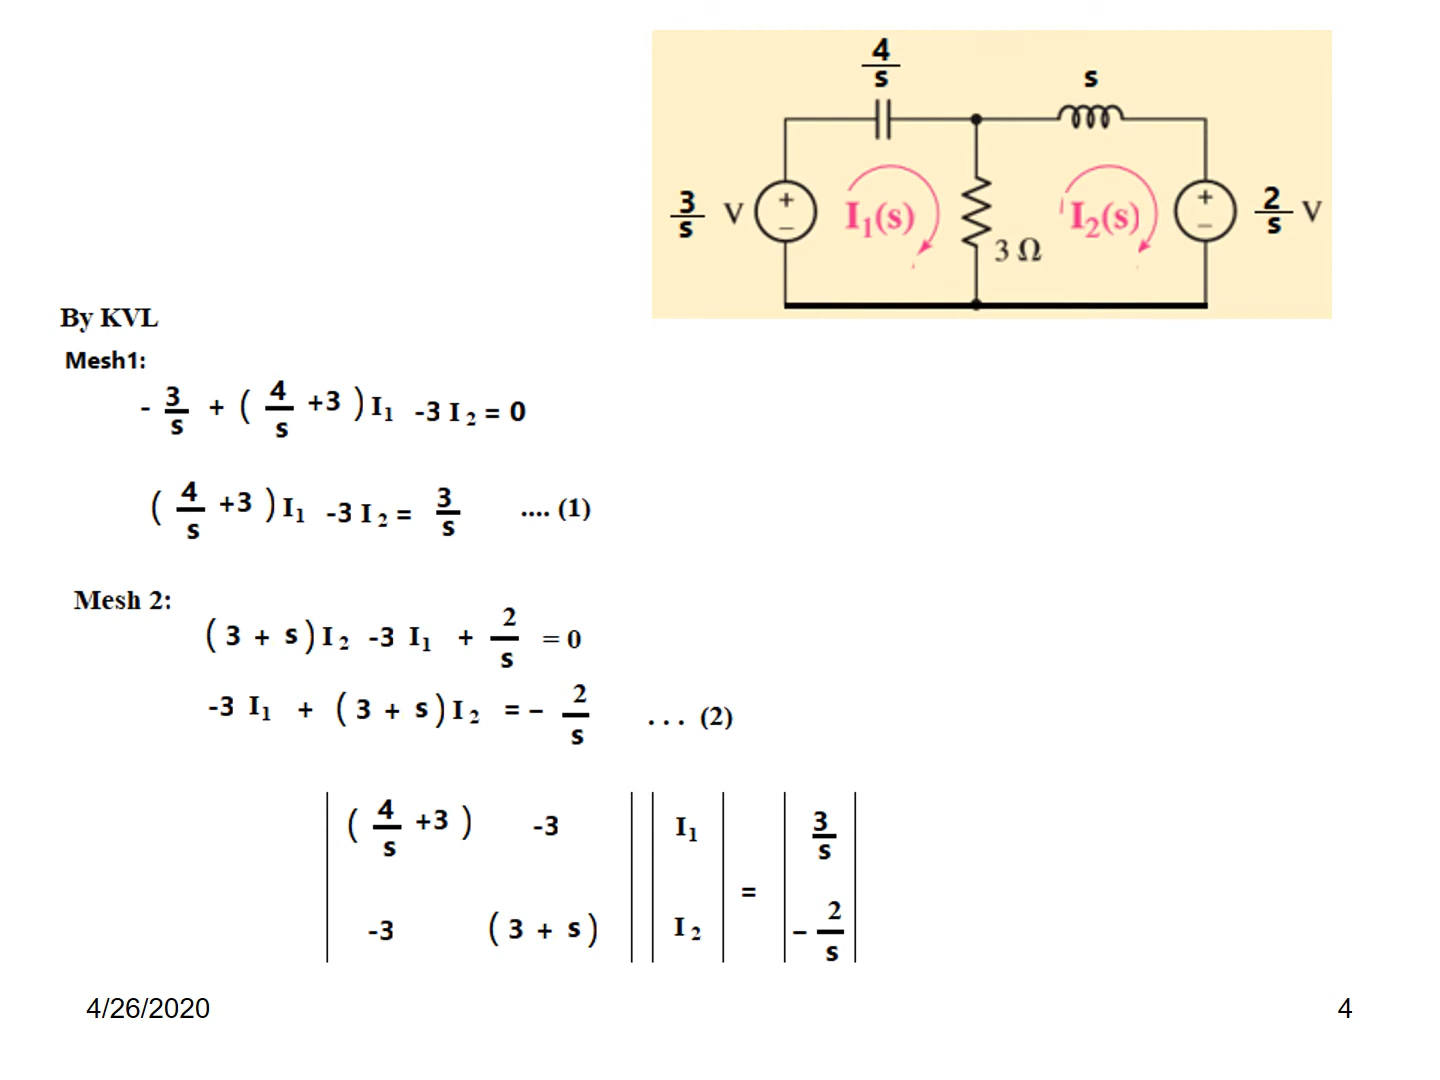 4
s
s
3
s
V
+
−
I₁(s)
3 Ω
I₂(s)
+
−
2
s
V
By KVL
Mesh1:
- 3/s + ( 4/s +3 ) I₁ -3 I₂ = 0
( 4/s +3 ) I₁ -3 I₂ = 3/s .... (1)
Mesh 2:
( 3 + s ) I₂ -3 I₁ + 2/s = 0
-3 I₁ + ( 3 + s ) I₂ = - 2/s ... (2)
| ( 4/s +3 ) -3 | | I₁ | = | 3/s |
| -3 ( 3 + s ) | | I₂ | | - 2/s |
4/26/2020
4